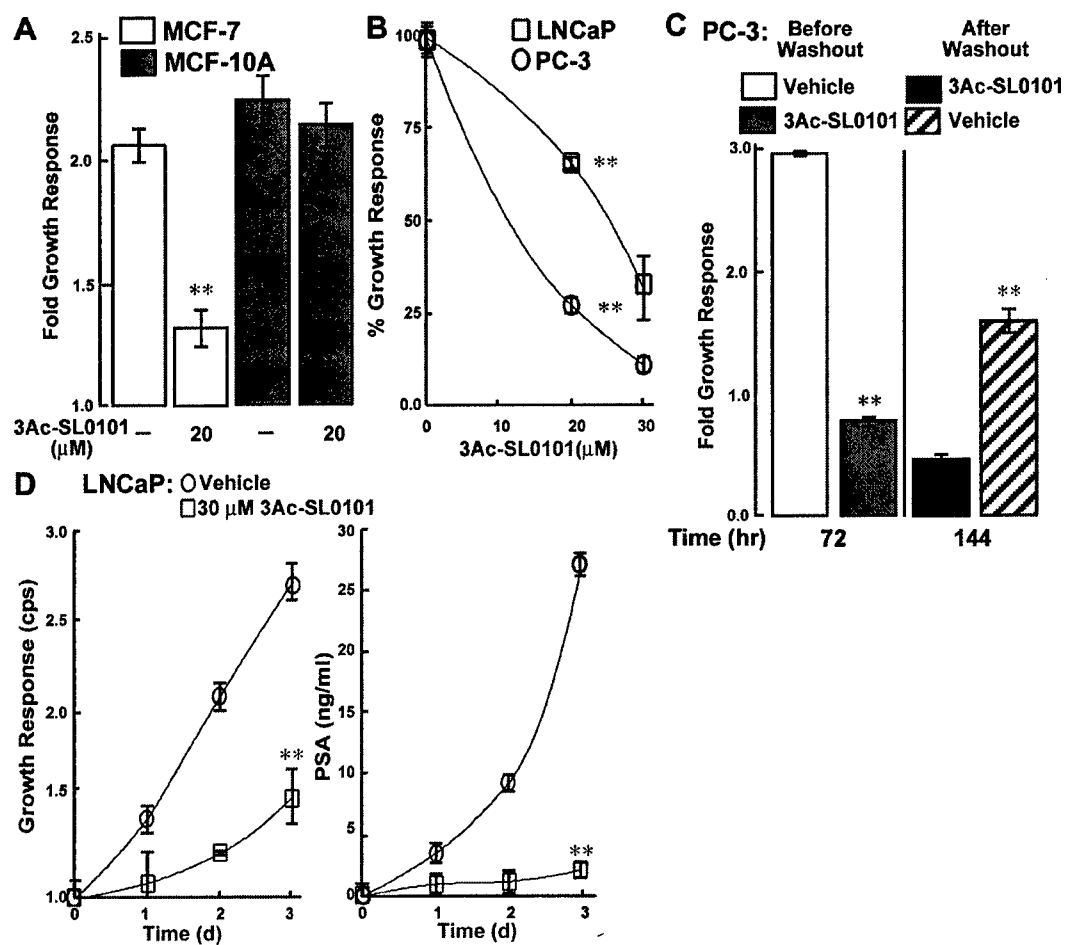 A
MCF-7
MCF-10A
Fold Growth Response
2.5
2.0
1.5
1.0
**
3Ac-SL0101
(μM)
— 20 — 20
B
LNCaP
PC-3
% Growth Response
100
75
50
25
0.0
**
**
0 10 20 30
3Ac-SL0101(μM)
C
PC-3: Before Washout After Washout
Vehicle 3Ac-SL0101
3Ac-SL0101 Vehicle
Fold Growth Response
3.0
2.0
1.0
0.0
**
**
Time (hr) 72 144
D
LNCaP: Vehicle
30 μM 3Ac-SL0101
Growth Response (cps)
3.0
2.5
2.0
1.5
1.0
**
0 1 2 3
Time (d)
PSA (ng/ml)
30
25
20
15
10
5
0
**
0 1 2 3
Time (d)